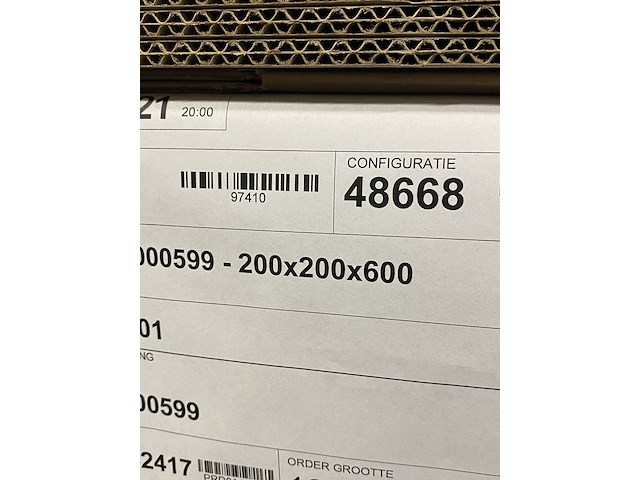 21 20:00
CONFIGURATIE
97410
48668
000599 - 200x200x600
01
NG
00599
2417
ORDER GROOTTE